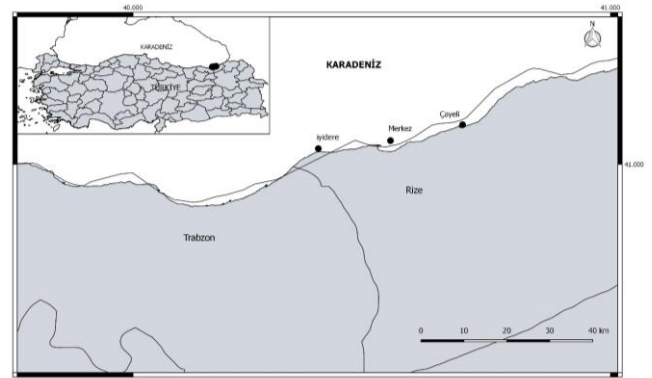 40.000
41.000
N
KARADENİZ
TÜRKİYE
KARADENİZ
iyidere
Merkez
Çayeli
41.000
Rize
Trabzon
0 10 20 30 40 km